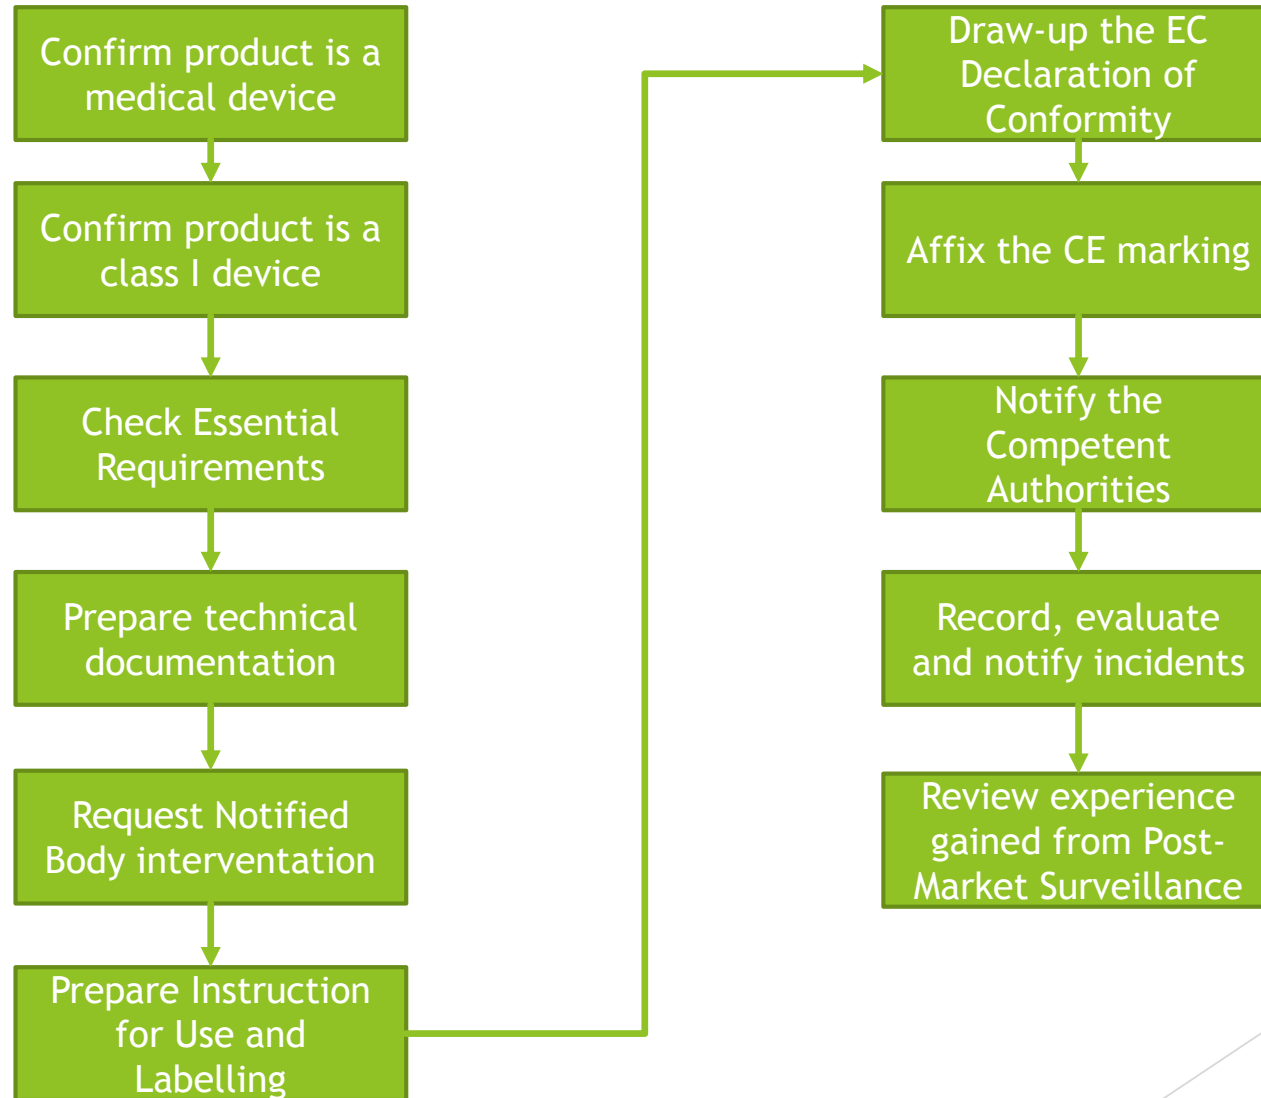 Confirm product is a
medical device
Confirm product is a
class I device
Check Essential
Requirements
Prepare technical
documentation
Request Notified
Body interventation
Prepare Instruction
for Use and
Labelling
Draw-up the EC
Declaration of
Conformity
Affix the CE marking
Notify the
Competent
Authorities
Record, evaluate
and notify incidents
Review experience
gained from Post-
Market Surveillance